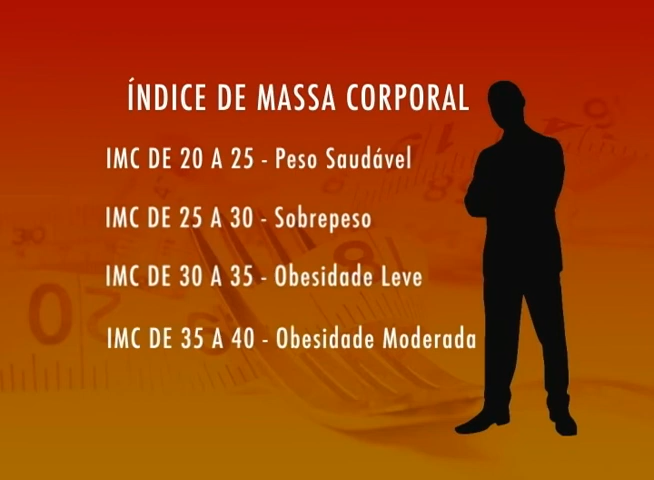 ÍNDICE DE MASSA CORPORAL
IMC DE 20 A 25 - Peso Saudável
IMC DE 25 A 30 - Sobrepeso
IMC DE 30 A 35 - Obesidade Leve
IMC DE 35 A 40 - Obesidade Moderada